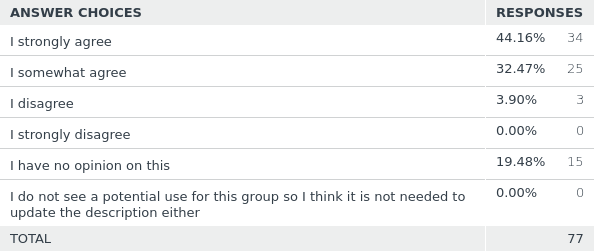 ANSWER CHOICES RESPONSES
I strongly agree 44.16% 34
I somewhat agree 32.47% 25
I disagree 3.90% 3
I strongly disagree 0.00% 0
I have no opinion on this 19.48% 15
I do not see a potential use for this group so I think it is not needed to 0.00% 0
update the description either
TOTAL 77